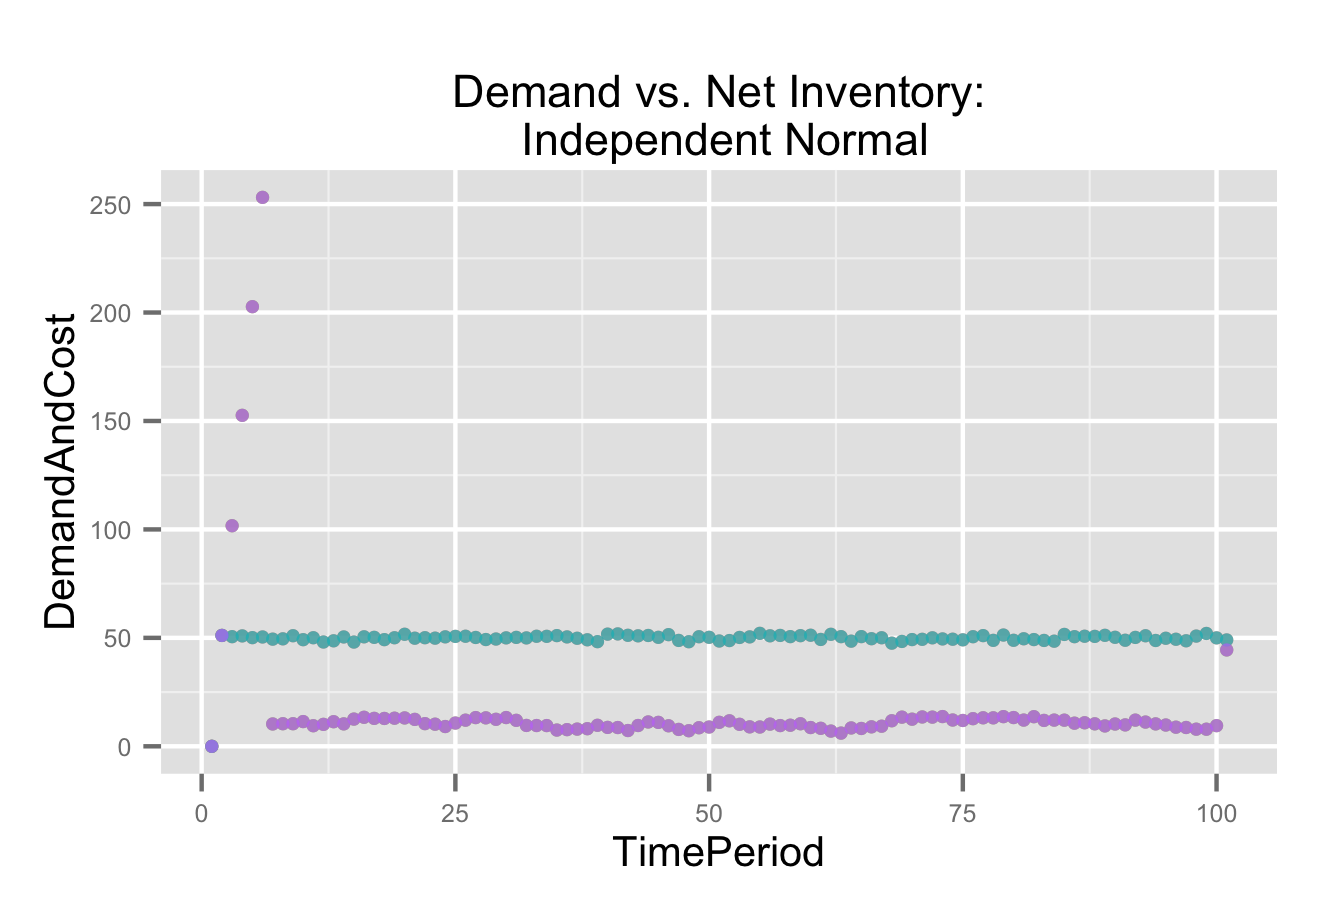 Demand vs. Net Inventory:
Independent Normal
DemandAndCost
250
200
150
100
50
0
0 25 50 75 100
TimePeriod